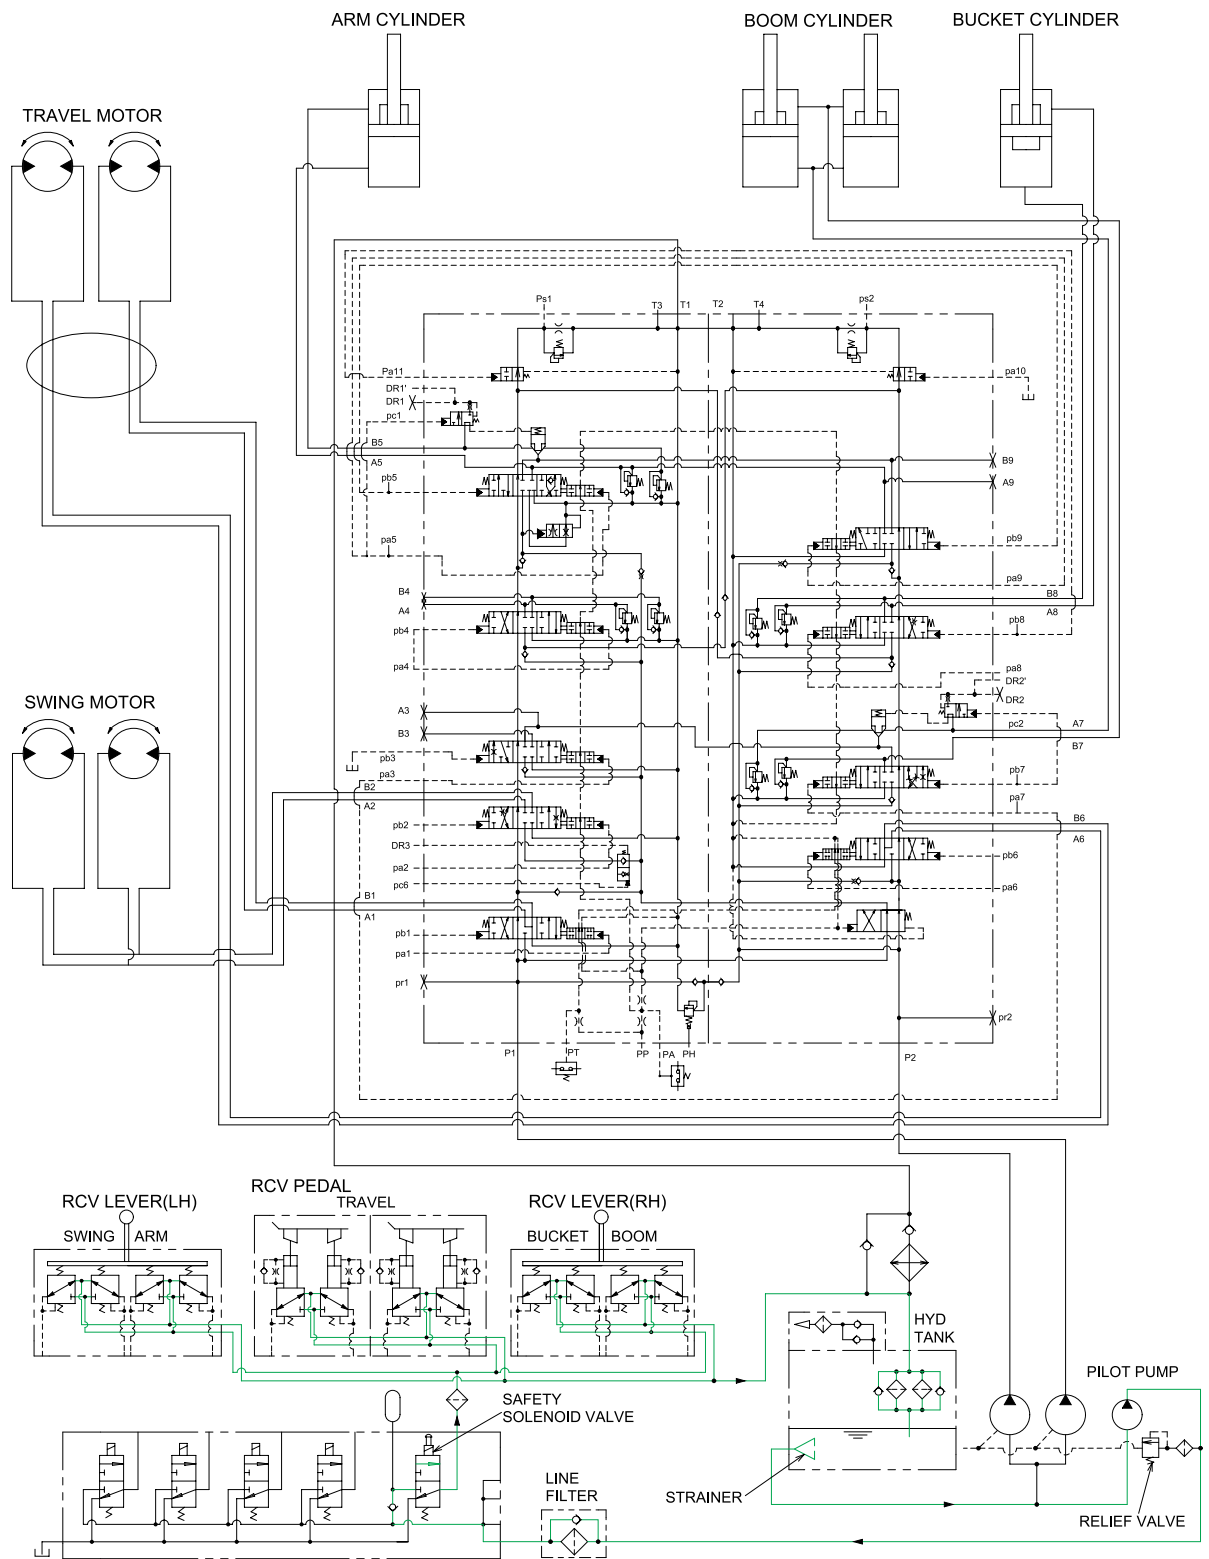 ARM CYLINDER
BOOM CYLINDER
BUCKET CYLINDER
TRAVEL MOTOR
Ps1
T3
T1
T2
T4
ps2
Pa11
pa10
DR1'
DR1
pc1
B5
A5
B9
pb5
A9
pa5
pb9
pa9
B4
B8
A4
A8
pb4
pb8
pa4
pa8
DR2'
DR2
SWING MOTOR
A3
pc2
A7
B3
B7
pb3
pb7
pa3
B2
pa7
A2
B6
pb2
A6
DR3
pb6
pa2
pc6
pa6
B1
A1
pb1
pa1
pr1
pr2
P1
PT
PP
PA
PH
P2
RCV LEVER(LH)
SWING
ARM
RCV PEDAL
TRAVEL
RCV LEVER(RH)
BUCKET
BOOM
HYD
TANK
PILOT PUMP
SAFETY
SOLENOID VALVE
LINE
FILTER
STRAINER
RELIEF VALVE